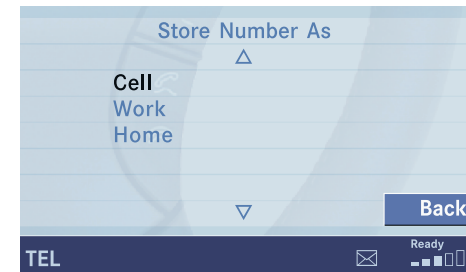 Store Number As
Cell
Work
Home
Back
TEL
Ready